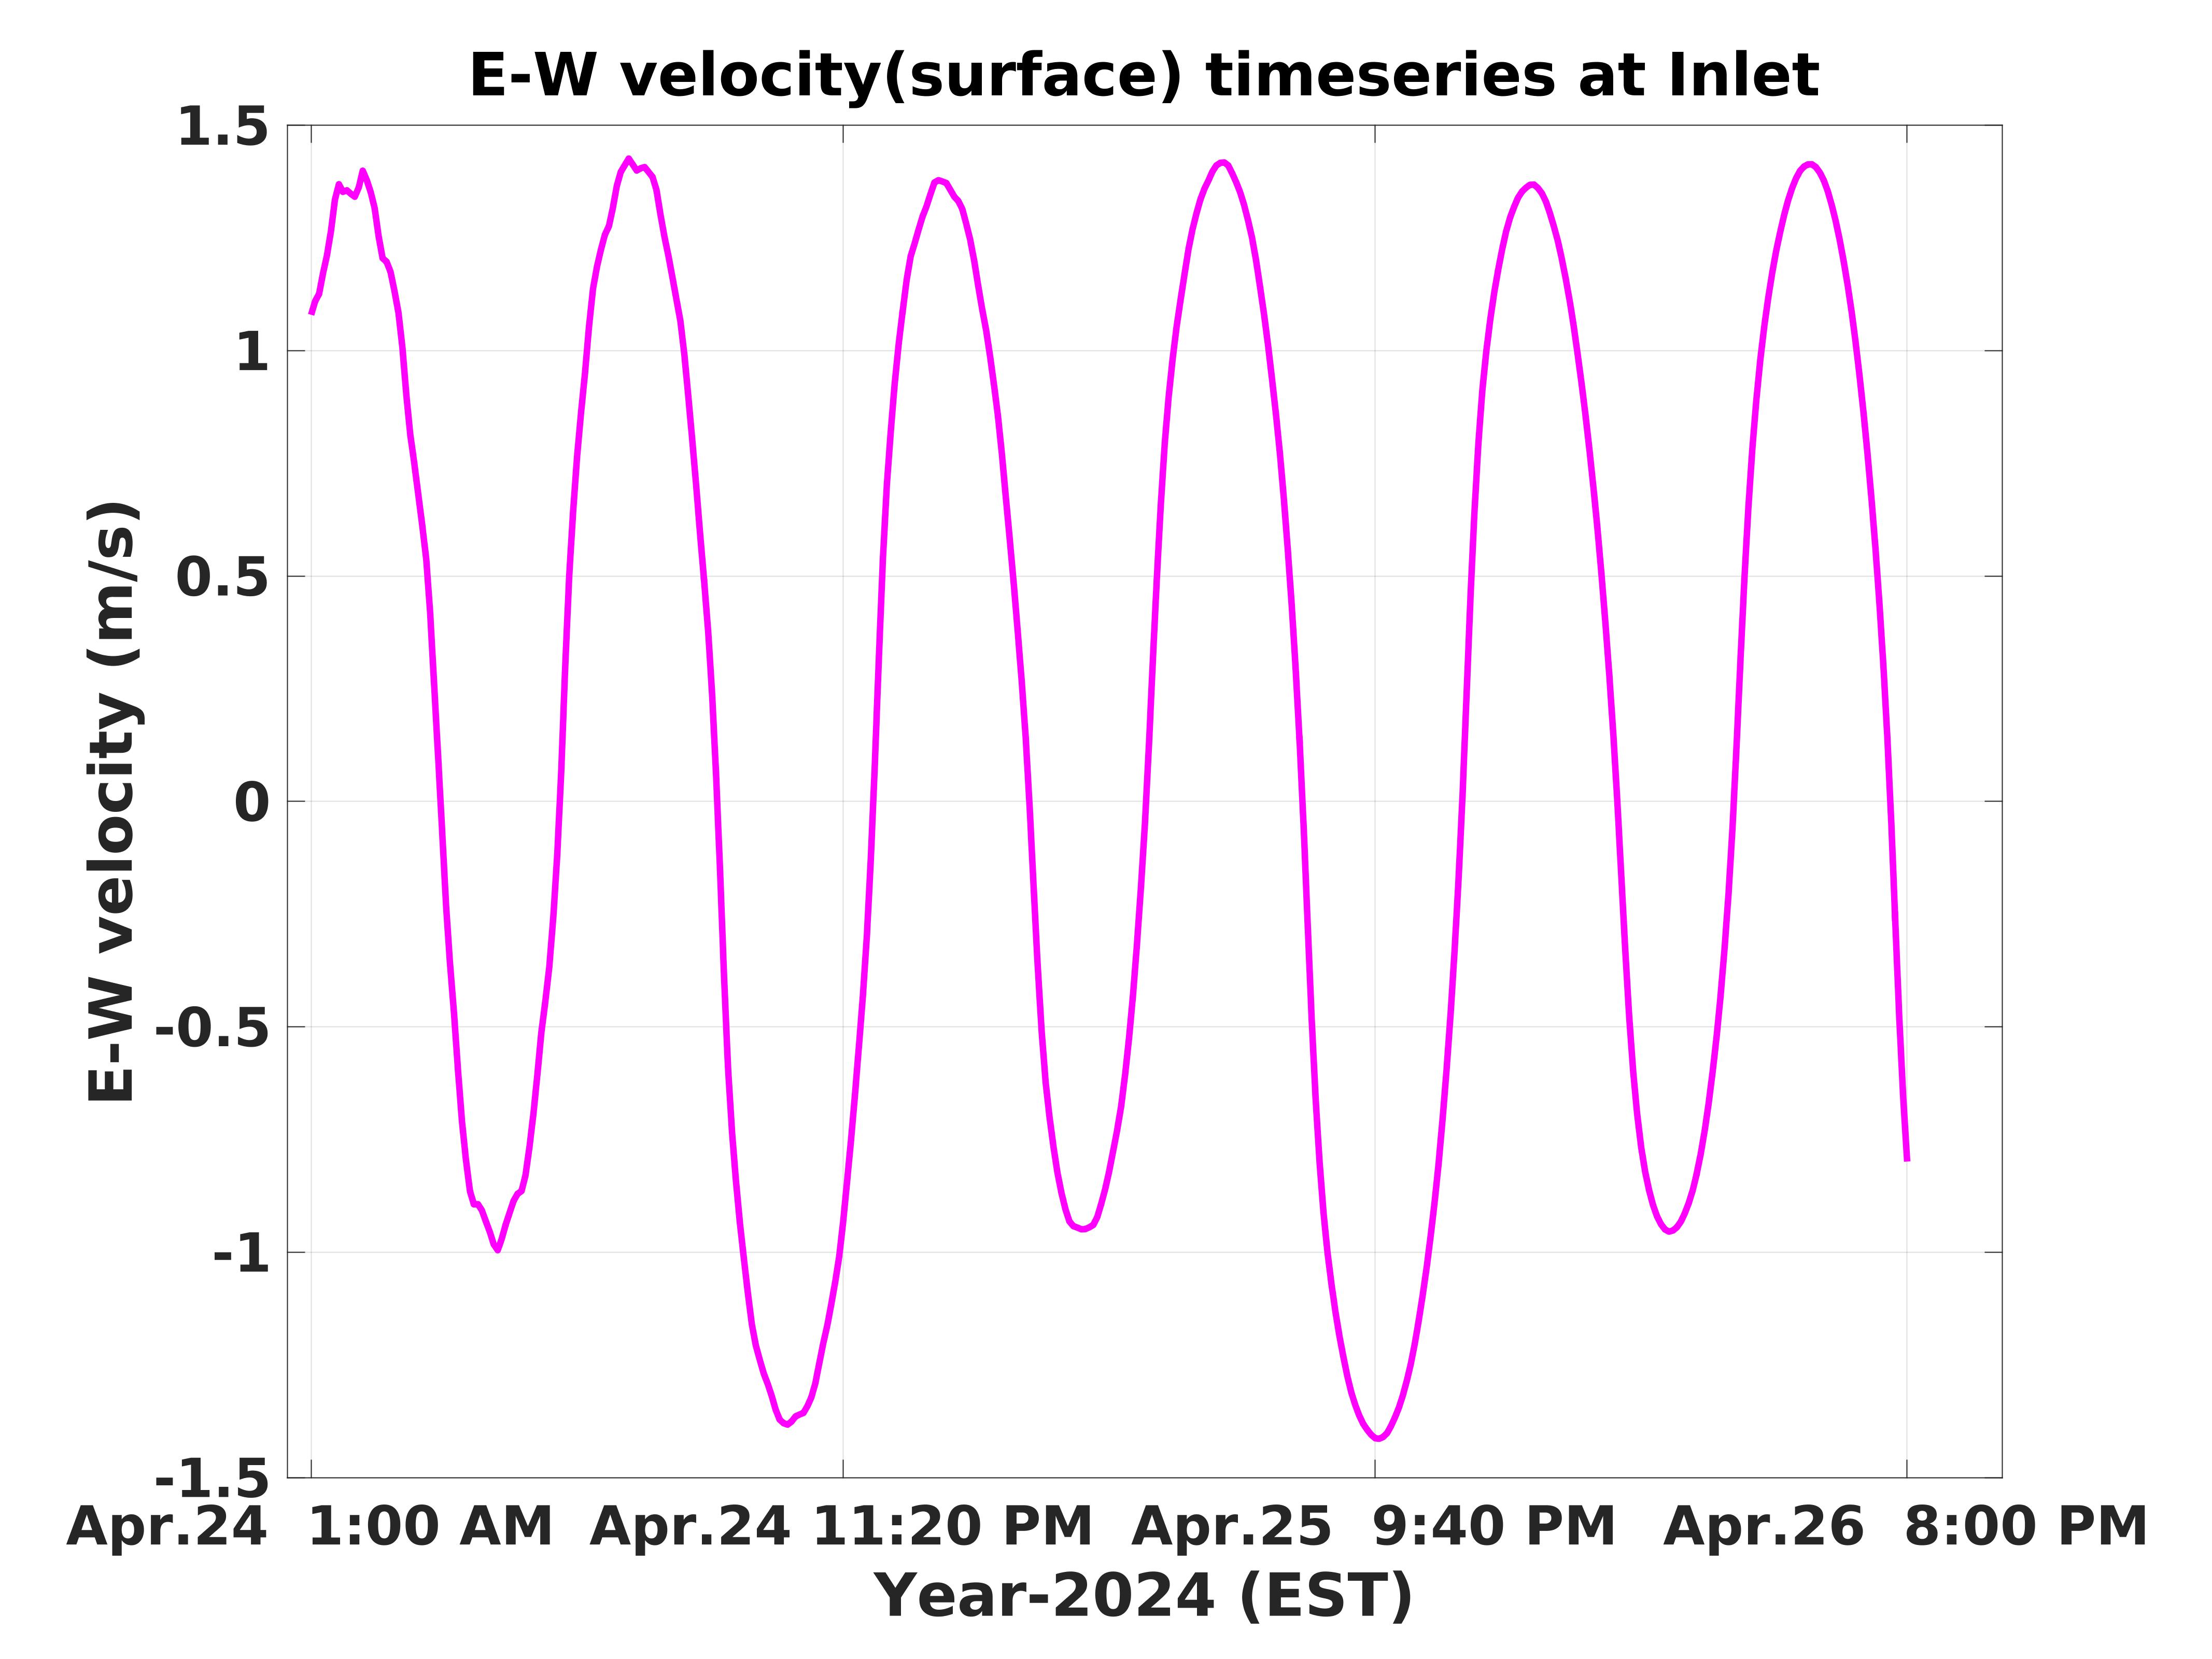 E-W velocity(surface) timeseries at Inlet
E-W velocity (m/s)
1.5
1
0.5
0
-0.5
-1
-1.5
Apr.24 1:00 AM Apr.24 11:20 PM Apr.25 9:40 PM Apr.26 8:00 PM
Year-2024 (EST)